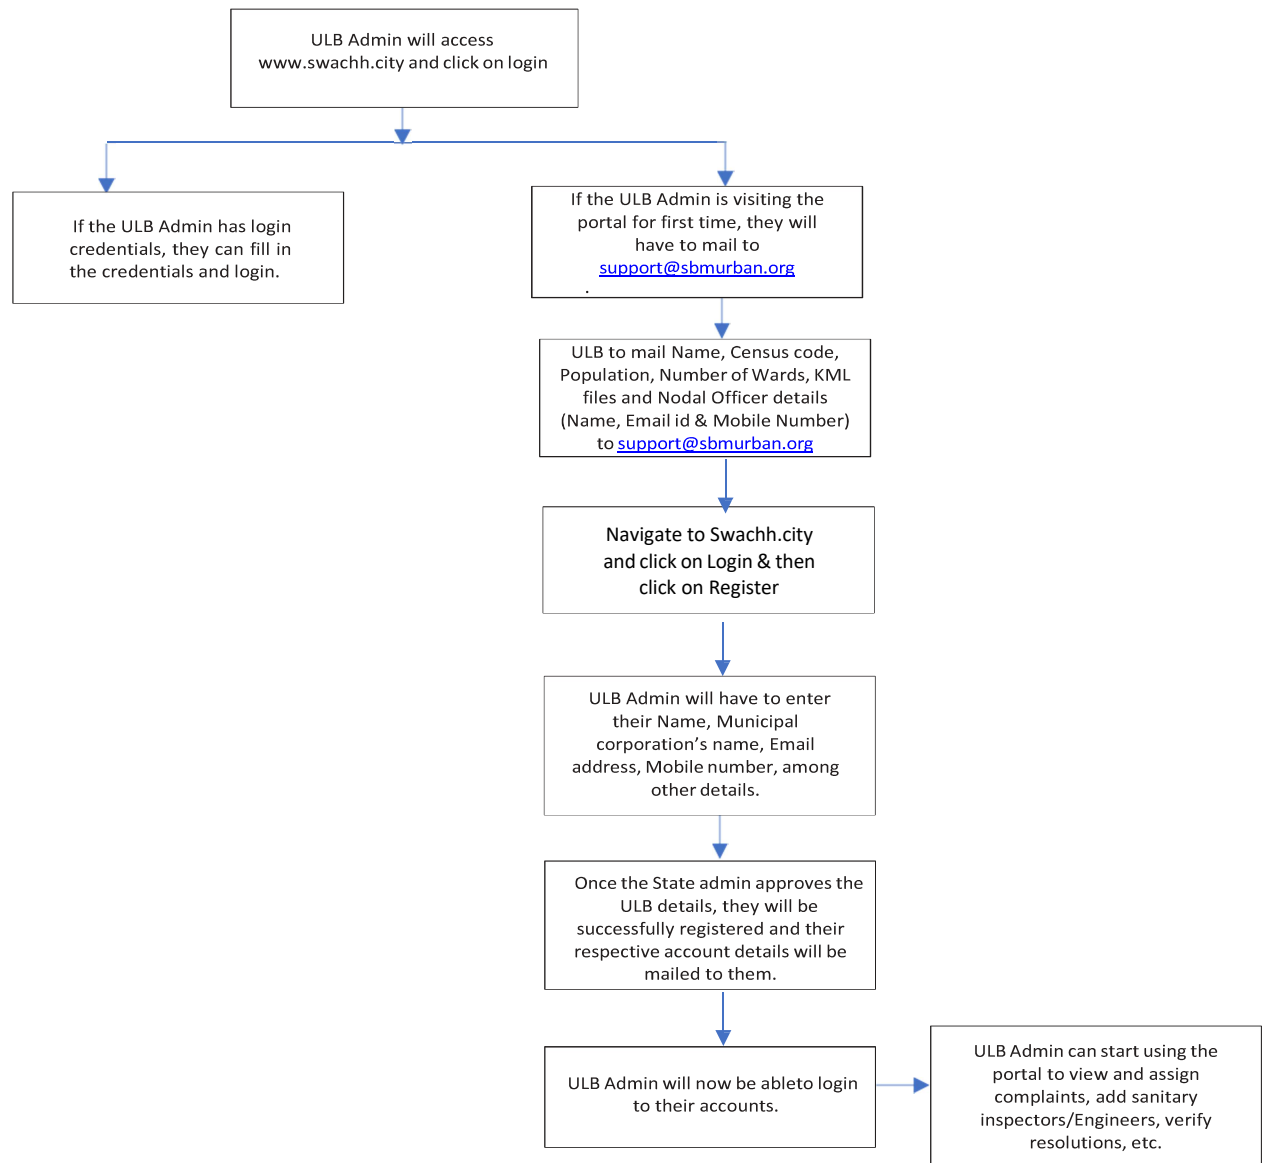 ULB Admin will access
www.swachh.city and click on login
If the ULB Admin has login
credentials, they can fill in
the credentials and login.
If the ULB Admin is visiting the
portal for first time, they will
have to mail to
support@sbmurban.org
.
ULB to mail Name, Census code,
Population, Number of Wards, KML
files and Nodal Officer details
(Name, Email id & Mobile Number)
to support@sbmurban.org
Navigate to Swachh.city
and click on Login & then
click on Register
ULB Admin will have to enter
their Name, Municipal
corporation’s name, Email
address, Mobile number, among
other details.
Once the State admin approves the
ULB details, they will be
successfully registered and their
respective account details will be
mailed to them.
ULB Admin will now be ableto login
to their accounts.
ULB Admin can start using the
portal to view and assign
complaints, add sanitary
inspectors/Engineers, verify
resolutions, etc.